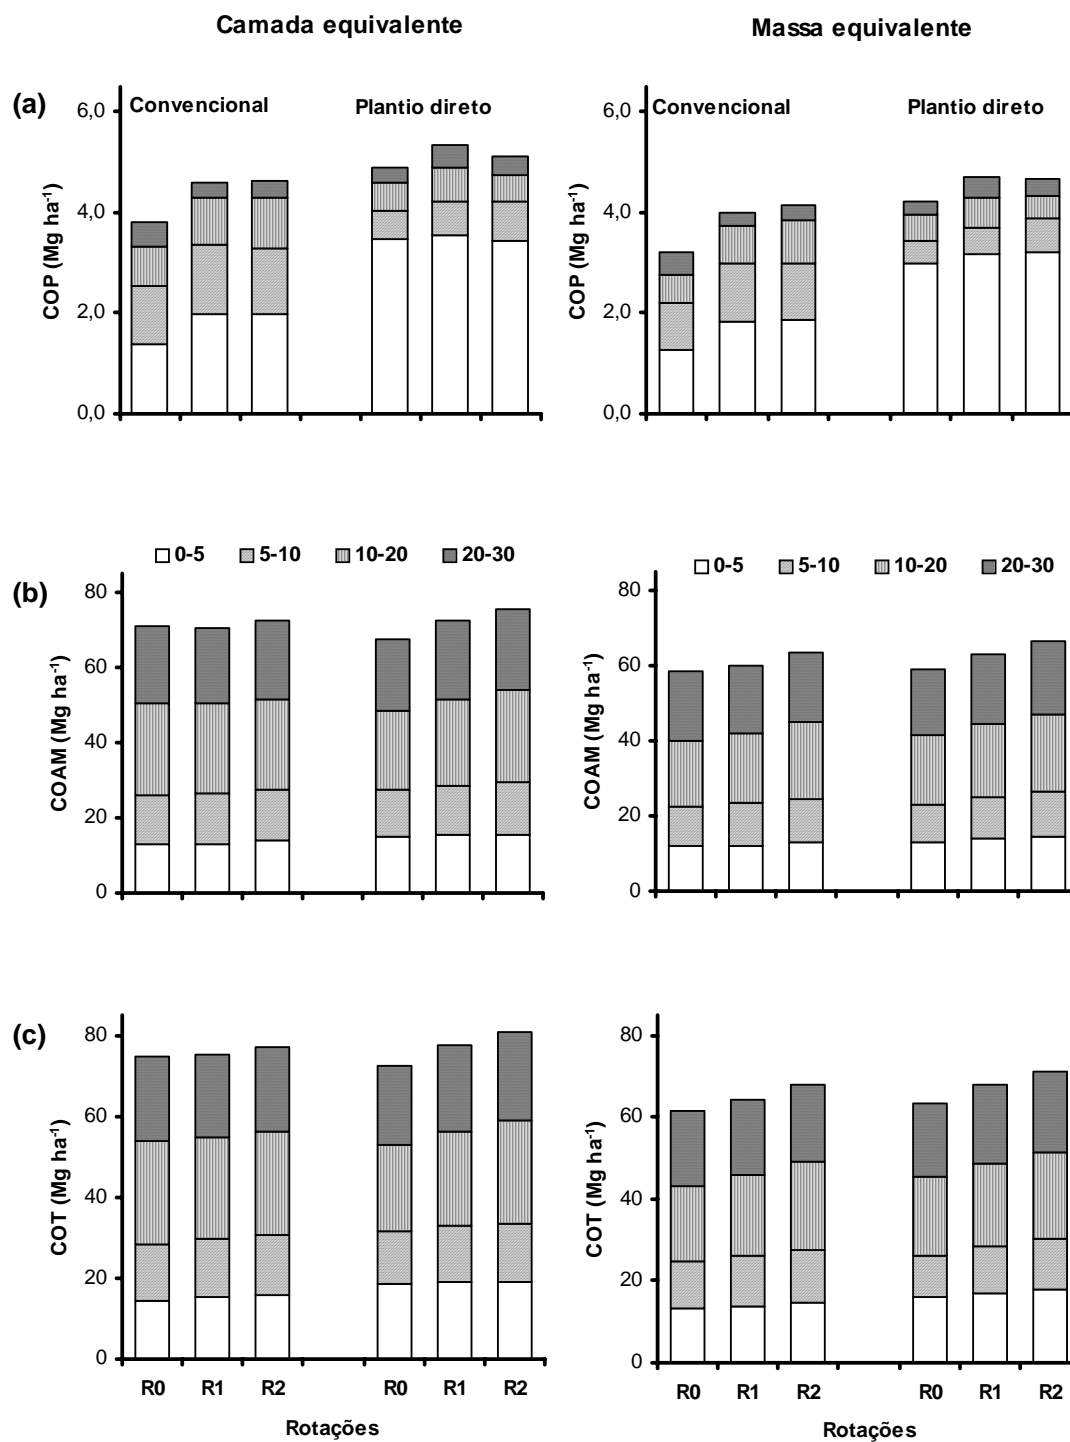 Camada equivalente
Massa equivalente
(a)
6,0
4,0
2,0
0,0
COP (Mg ha-1)
Convencional
Plantio direto
6,0
4,0
2,0
0,0
COP (Mg ha-1)
Convencional
Plantio direto
(b)
0-5 5-10 10-20 20-30
80
60
40
20
0
COAM (Mg ha-1)
0-5 5-10 10-20 20-30
80
60
40
20
0
COAM (Mg ha-1)
(c)
80
60
40
20
0
COT (Mg ha-1)
R0 R1 R2 R0 R1 R2
Rotações
80
60
40
20
0
COT (Mg ha-1)
R0 R1 R2 R0 R1 R2
Rotações